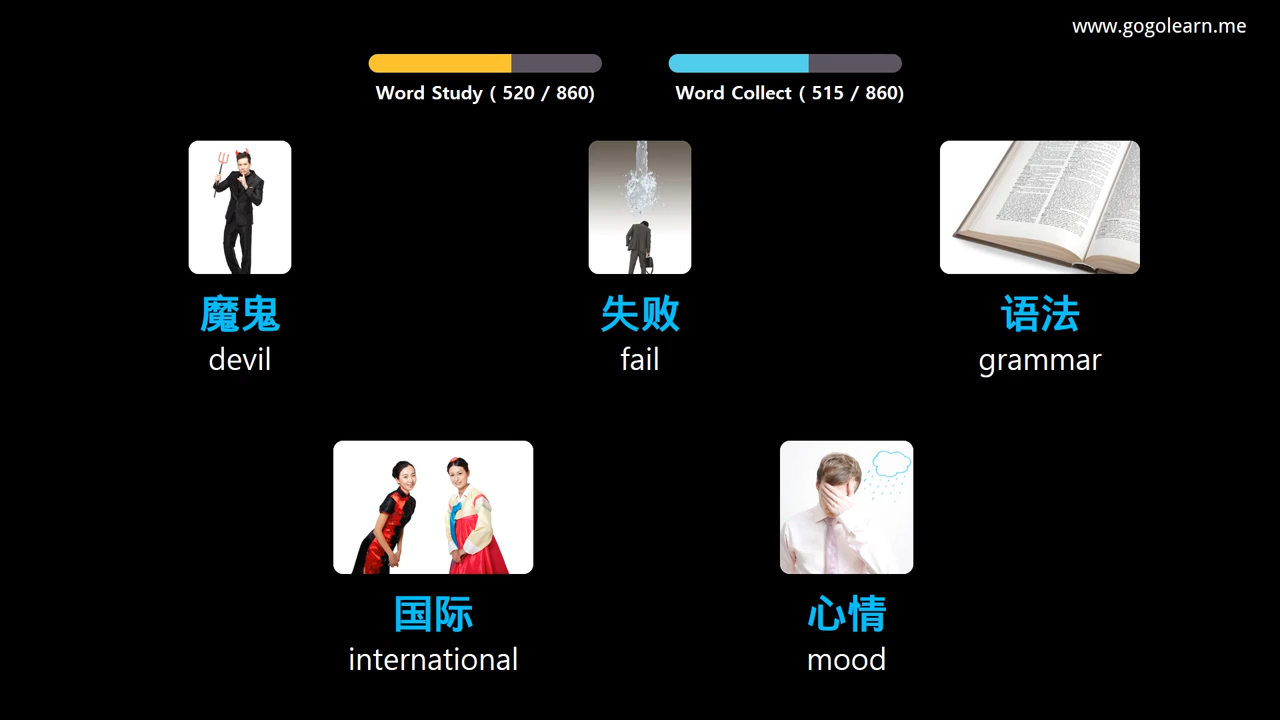 www.gogolearn.me
Word Study ( 520 / 860)
Word Collect ( 515 / 860)
魔鬼
devil
失败
fail
语法
grammar
国际
international
心情
mood